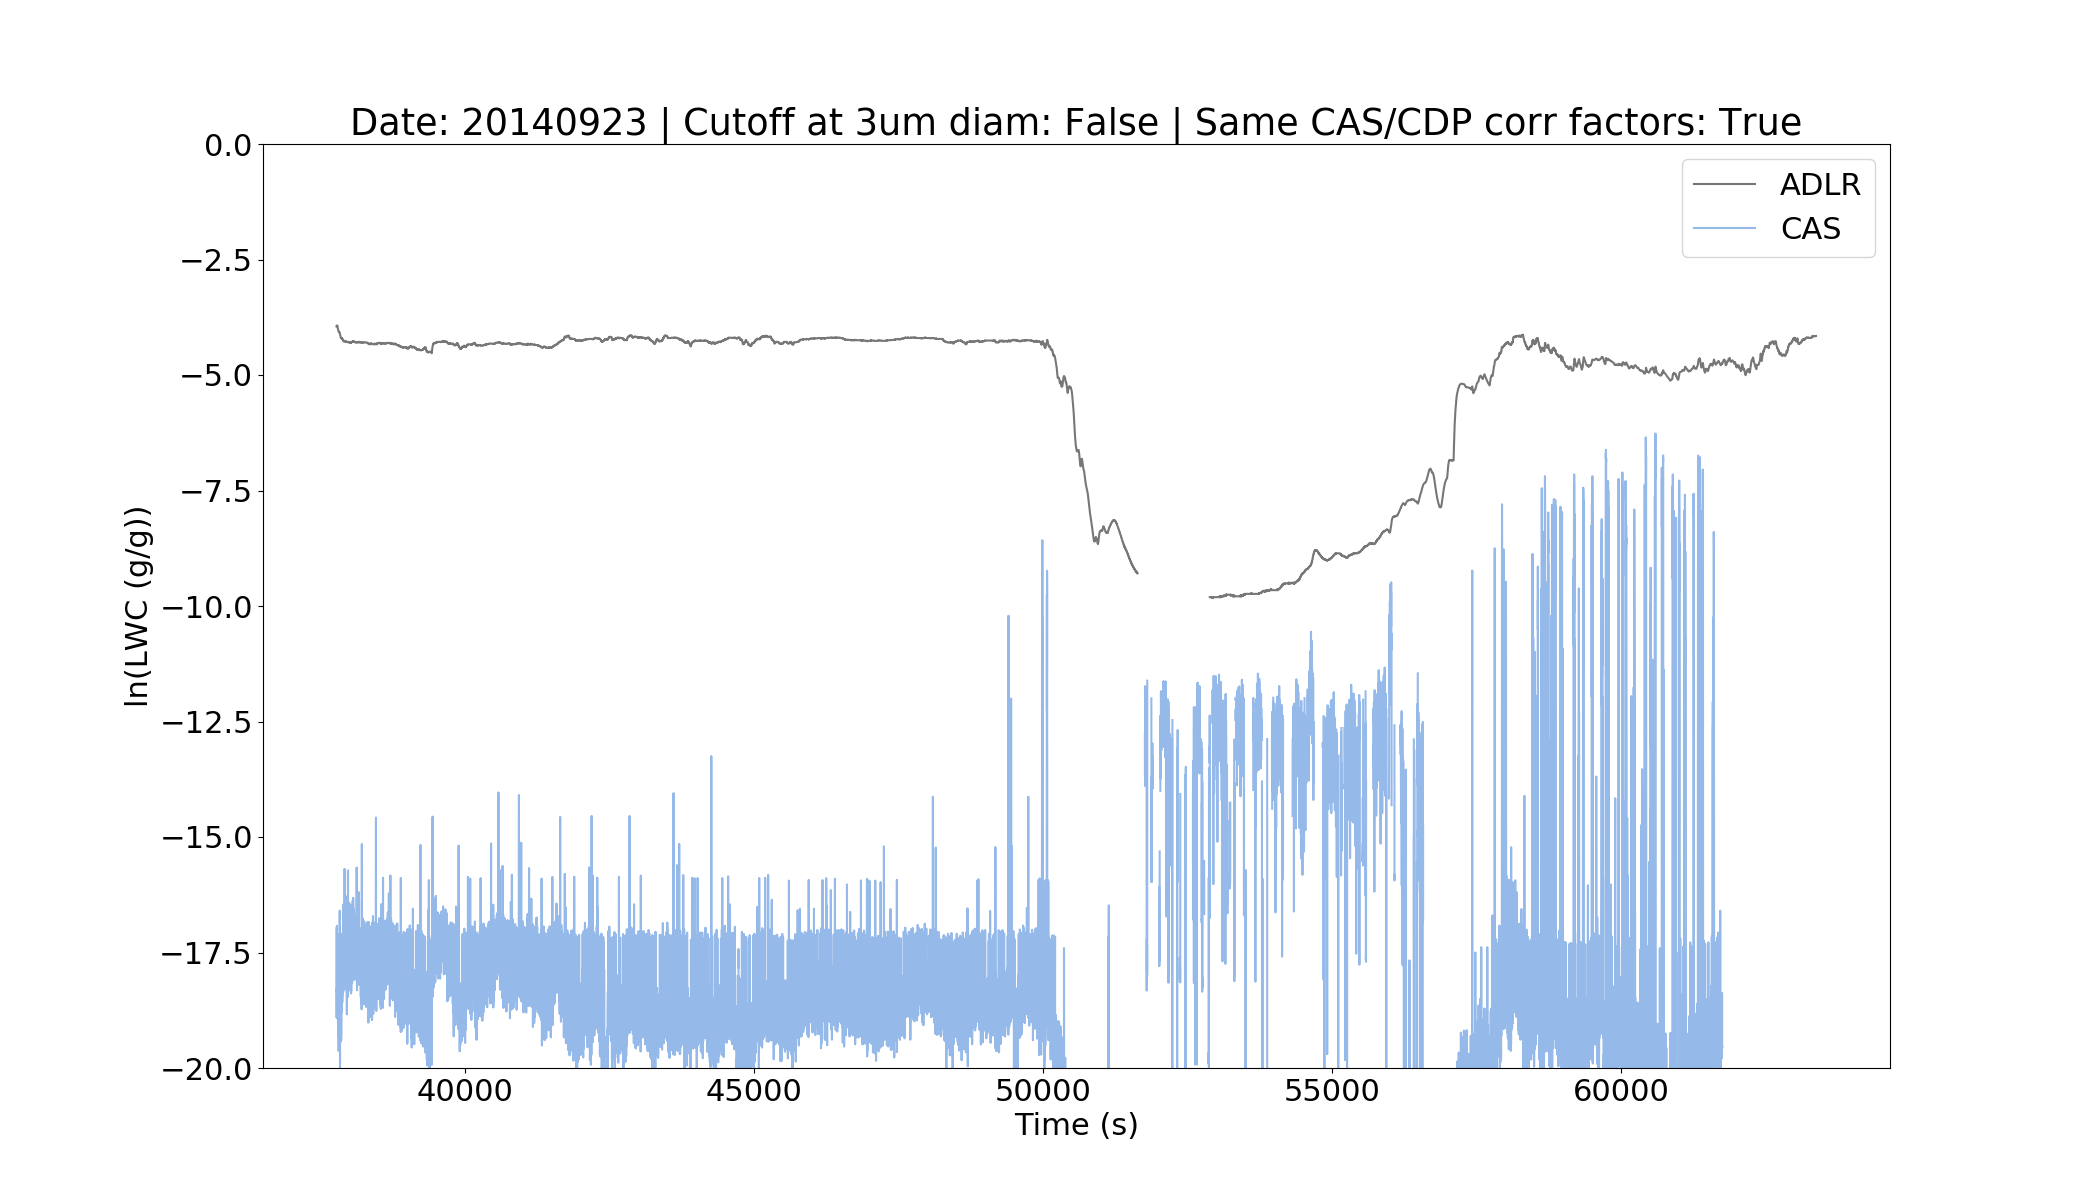 Date: 20140923 | Cutoff at 3um diam: False | Same CAS/CDP corr factors: True
ADLR
CAS
0.0
−2.5
−5.0
−7.5
−10.0
−12.5
−15.0
−17.5
−20.0
ln(LWC (g/g))
40000 45000 50000 55000 60000
Time (s)